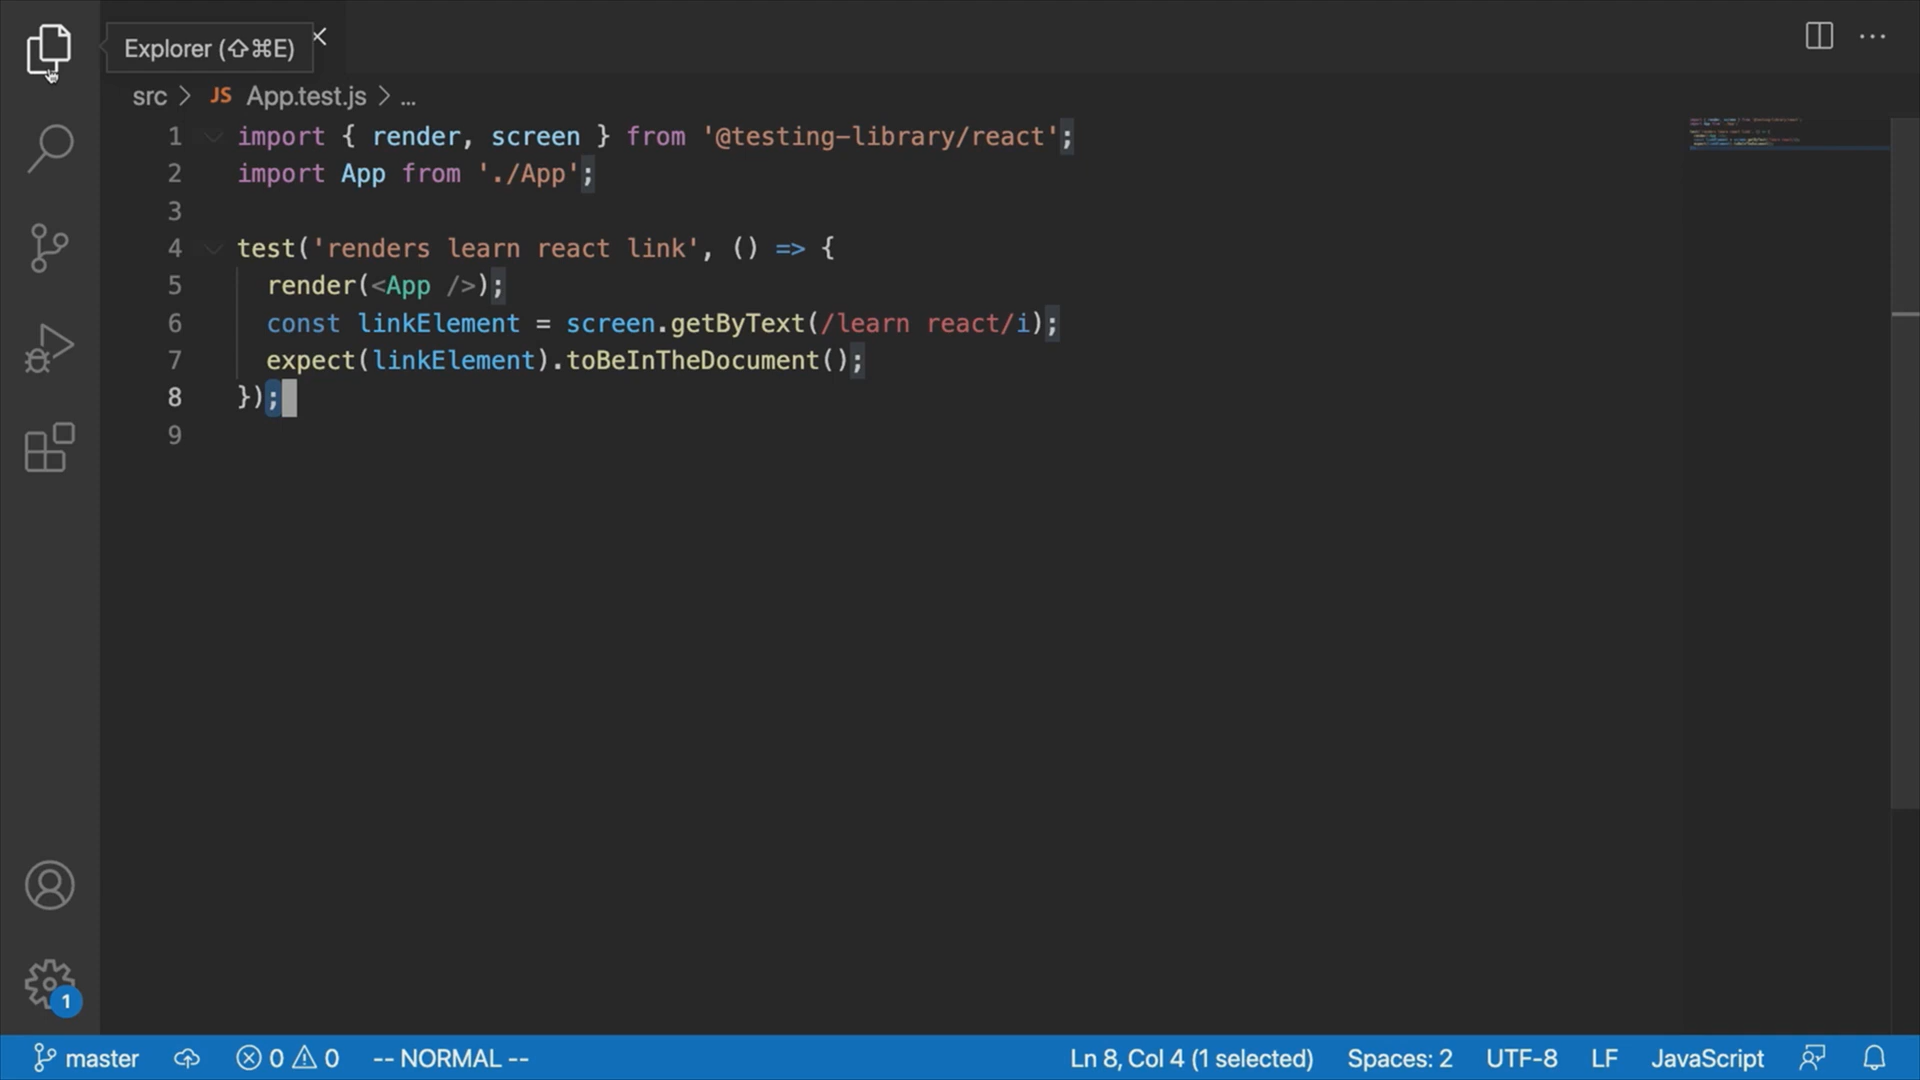 Explorer (⇧⌘E)
src > JS App.test.js > ...
1 import { render, screen } from '@testing-library/react';
2 import App from './App';
3
4 test('renders learn react link', () => {
5 render(<App />);
6 const linkElement = screen.getByText(/learn react/i);
7 expect(linkElement).toBeInTheDocument();
8 });
9
1
master 0 0 -- NORMAL -- Ln 8, Col 4 (1 selected) Spaces: 2 UTF-8 LF JavaScript